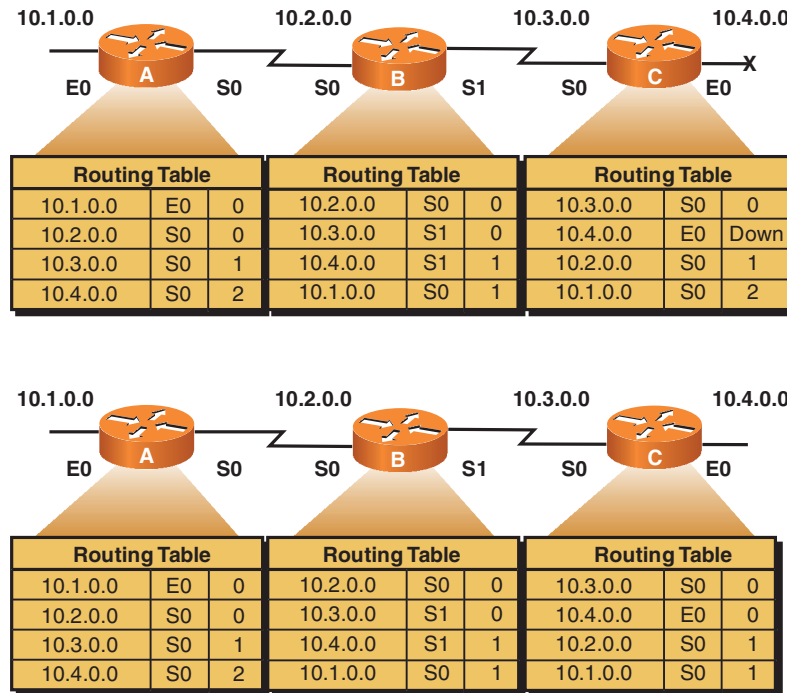 10.1.0.0 10.2.0.0 10.3.0.0 10.4.0.0
A B C X
E0 S0 S0 S1 S0 E0
Routing Table Routing Table Routing Table
10.1.0.0 E0 0 10.2.0.0 S0 0 10.3.0.0 S0 0
10.2.0.0 S0 0 10.3.0.0 S1 0 10.4.0.0 E0 Down
10.3.0.0 S0 1 10.4.0.0 S1 1 10.2.0.0 S0 1
10.4.0.0 S0 2 10.1.0.0 S0 1 10.1.0.0 S0 2
10.1.0.0 10.2.0.0 10.3.0.0 10.4.0.0
A B C
E0 S0 S0 S1 S0 E0
Routing Table Routing Table Routing Table
10.1.0.0 E0 0 10.2.0.0 S0 0 10.3.0.0 S0 0
10.2.0.0 S0 0 10.3.0.0 S1 0 10.4.0.0 E0 0
10.3.0.0 S0 1 10.4.0.0 S1 1 10.2.0.0 S0 1
10.4.0.0 S0 2 10.1.0.0 S0 1 10.1.0.0 S0 1